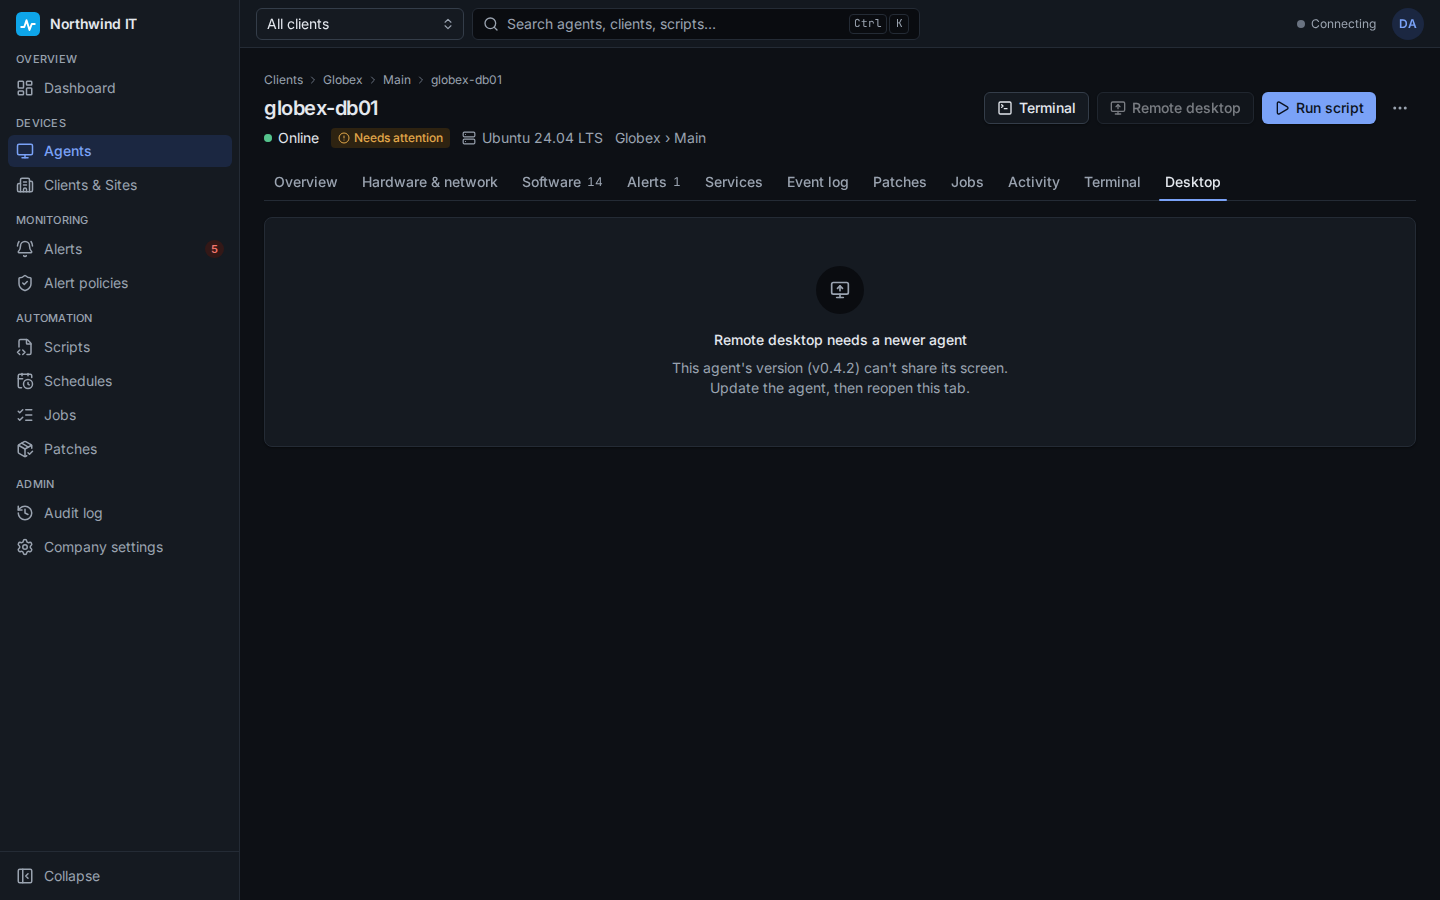 Northwind IT
OVERVIEW
Dashboard
DEVICES
Agents
Clients & Sites
MONITORING
Alerts 5
Alert policies
AUTOMATION
Scripts
Schedules
Jobs
Patches
ADMIN
Audit log
Company settings
Collapse
All clients
Search agents, clients, scripts... Ctrl K
Connecting DA
Clients > Globex > Main > globex-db01
globex-db01
Terminal Remote desktop Run script
Online Needs attention Ubuntu 24.04 LTS Globex › Main
Overview Hardware & network Software 14 Alerts 1 Services Event log Patches Jobs Activity Terminal Desktop
Remote desktop needs a newer agent
This agent's version (v0.4.2) can't share its screen.
Update the agent, then reopen this tab.